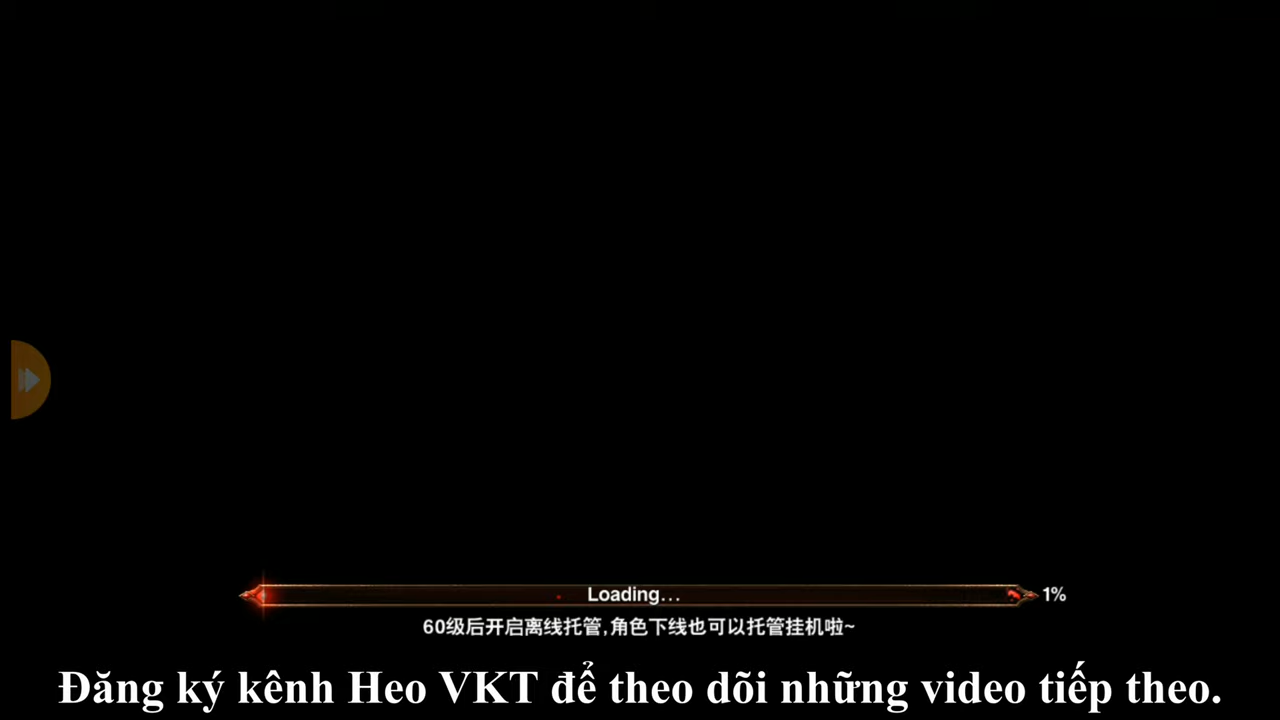 Loading... 1%
60级后开启离线托管,角色下线也可以托管挂机啦~
Đăng ký kênh Heo VKT để theo dõi những video tiếp theo.